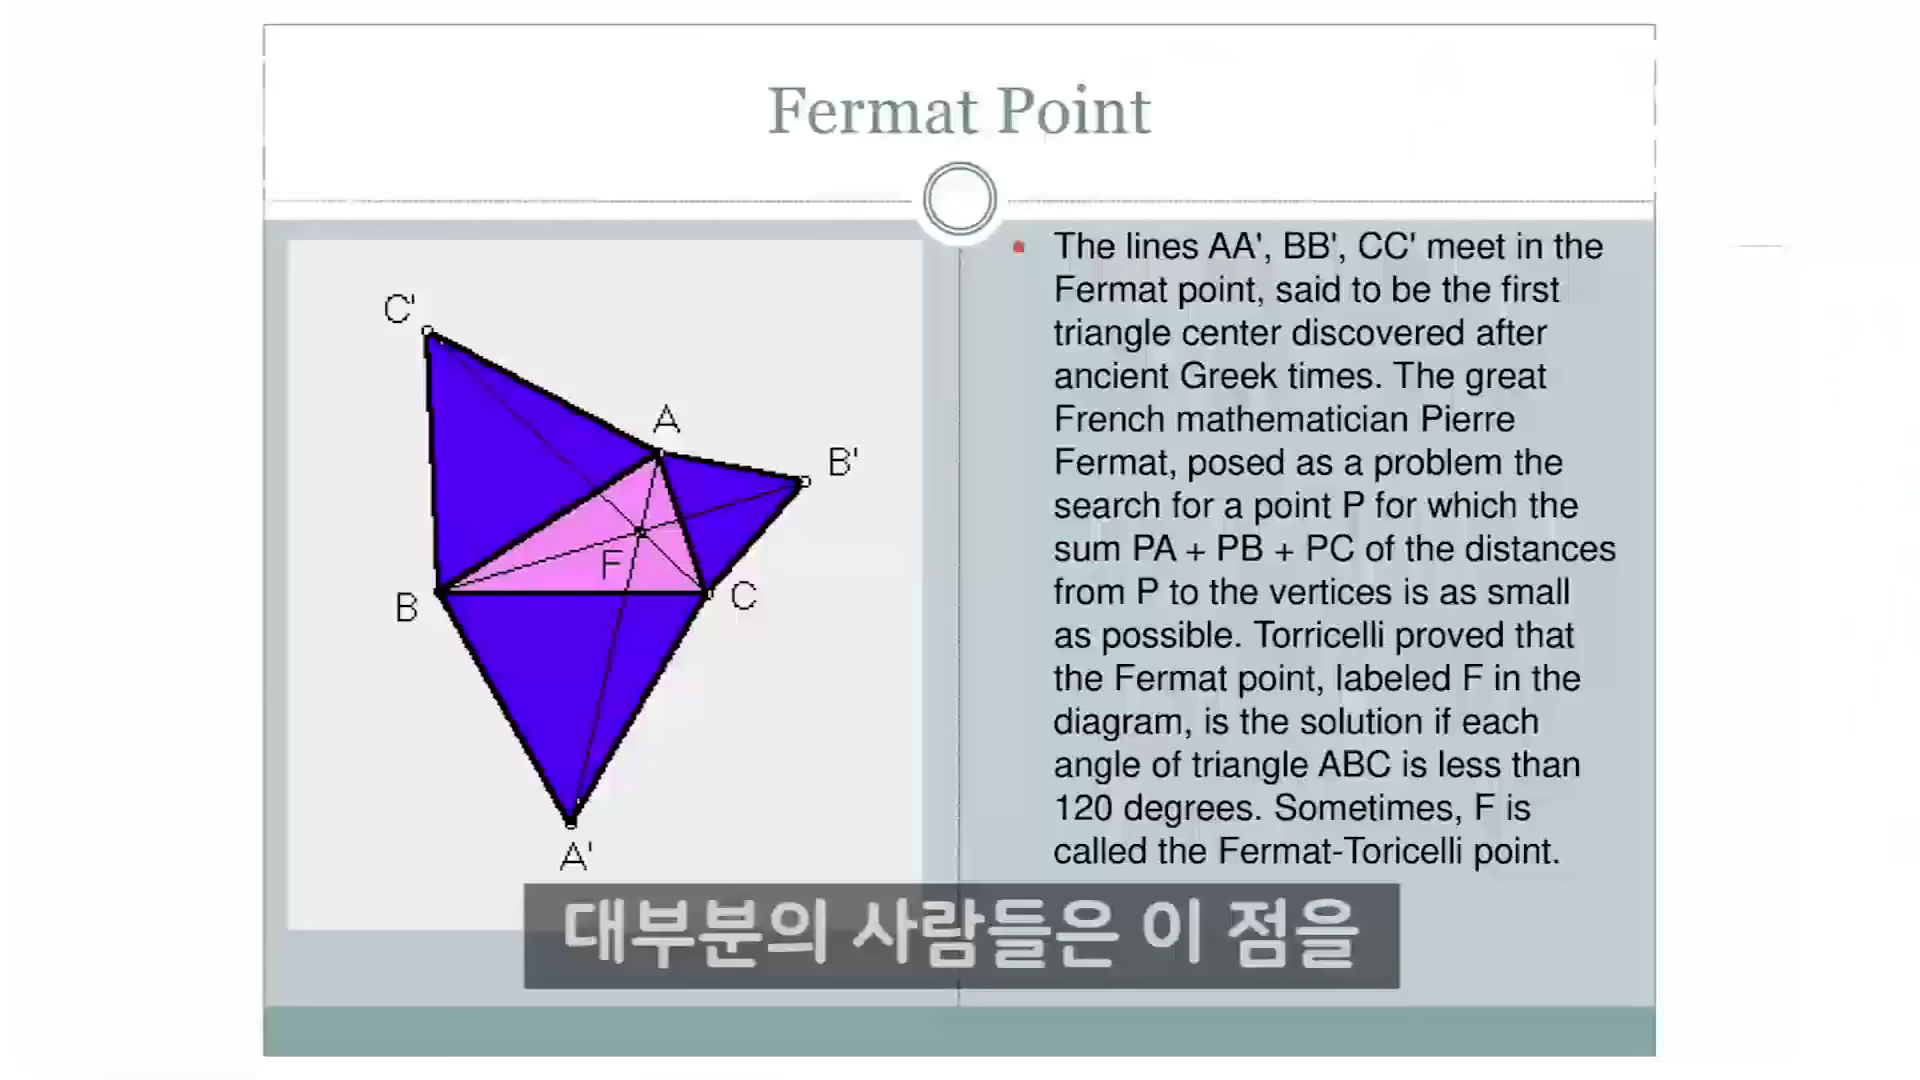 Fermat Point
C'
A
B'
F
B
C
A'
The lines AA', BB', CC' meet in the
Fermat point, said to be the first
triangle center discovered after
ancient Greek times. The great
French mathematician Pierre
Fermat, posed as a problem the
search for a point P for which the
sum PA + PB + PC of the distances
from P to the vertices is as small
as possible. Torricelli proved that
the Fermat point, labeled F in the
diagram, is the solution if each
angle of triangle ABC is less than
120 degrees. Sometimes, F is
called the Fermat-Toricelli point.
대부분의 사람들은 이 점을